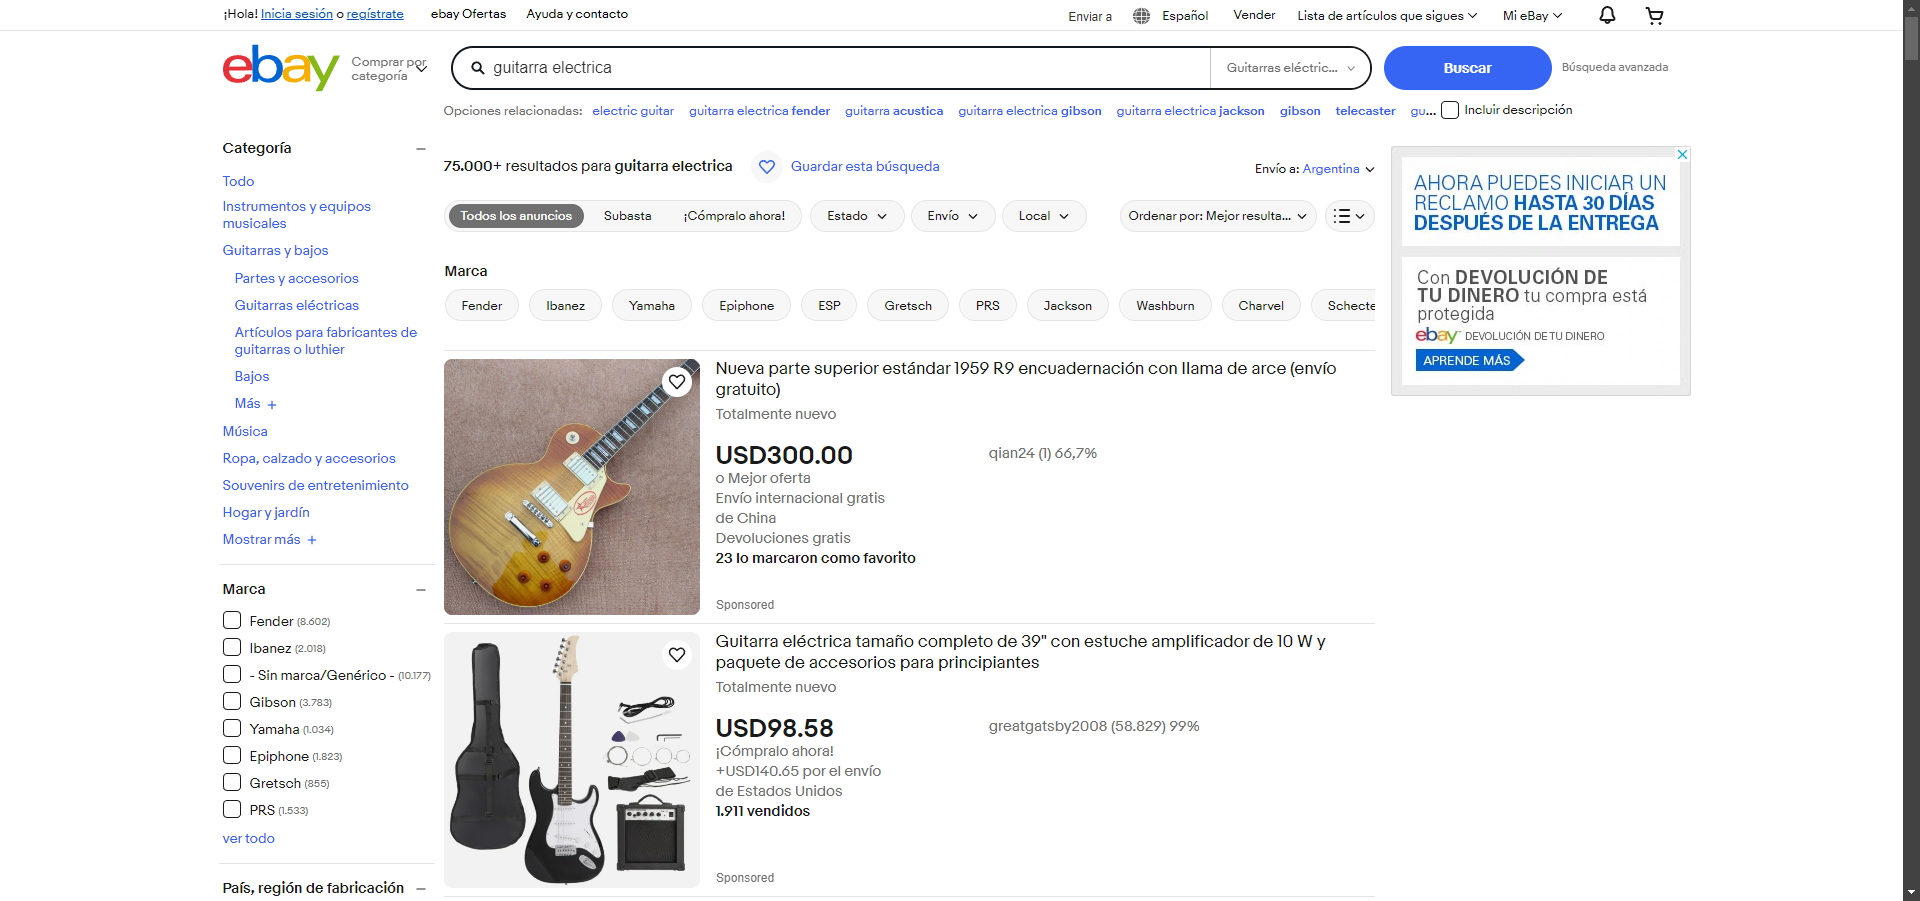 ¡Hola! Inicia sesión o regístrate
ebay Ofertas
Ayuda y contacto
Enviar a
Español
Vender
Lista de artículos que sigues
Mi eBay
ebay
Comprar por
categoría
guitarra electrica
Guitarras eléctric...
Buscar
Búsqueda avanzada
Opciones relacionadas:
electric guitar
guitarra electrica fender
guitarra acustica
guitarra electrica gibson
guitarra electrica jackson
gibson
telecaster
gu...
Incluir descripción
Categoría
Todo
Instrumentos y equipos
musicales
Guitarras y bajos
Partes y accesorios
Guitarras eléctricas
Artículos para fabricantes de
guitarras o luthier
Bajos
Más +
Música
Ropa, calzado y accesorios
Souvenirs de entretenimiento
Hogar y jardín
Mostrar más +
Marca
Fender (8.602)
Ibanez (2.018)
- Sin marca/Genérico - (10.177)
Gibson (3.783)
Yamaha (1.034)
Epiphone (1.823)
Gretsch (855)
PRS (1.533)
ver todo
País, región de fabricación
75.000+ resultados para guitarra electrica
Guardar esta búsqueda
Envío a: Argentina
Todos los anuncios
Subasta
¡Cómpralo ahora!
Estado
Envío
Local
Ordenar por: Mejor resulta...
Marca
Fender
Ibanez
Yamaha
Epiphone
ESP
Gretsch
PRS
Jackson
Washburn
Charvel
Schecte
Nueva parte superior estándar 1959 R9 encuadernación con llama de arce (envío
gratuito)
Totalmente nuevo
USD300.00
qian24 (1) 66,7%
o Mejor oferta
Envío internacional gratis
de China
Devoluciones gratis
23 lo marcaron como favorito
Sponsored
Guitarra eléctrica tamaño completo de 39" con estuche amplificador de 10 W y
paquete de accesorios para principiantes
Totalmente nuevo
USD98.58
greatgatsby2008 (58.829) 99%
¡Cómpralo ahora!
+USD140.65 por el envío
de Estados Unidos
1.911 vendidos
Sponsored
AHORA PUEDES INICIAR UN
RECLAMO HASTA 30 DÍAS
DESPUÉS DE LA ENTREGA
Con DEVOLUCIÓN DE
TU DINERO tu compra está
protegida
ebay DEVOLUCIÓN DE TU DINERO
APRENDE MÁS